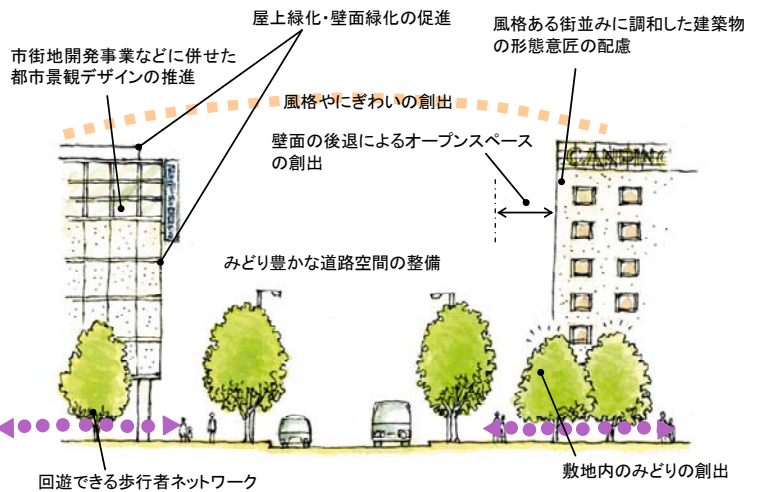 屋上緑化・壁面緑化の促進
風格ある街並みに調和した建築物
の形態意匠の配慮
市街地開発事業などに併せた
都市景観デザインの推進
風格やにぎわいの創出
壁面の後退によるオープンスペース
の創出
みどり豊かな道路空間の整備
敷地内のみどりの創出
回遊できる歩行者ネットワーク